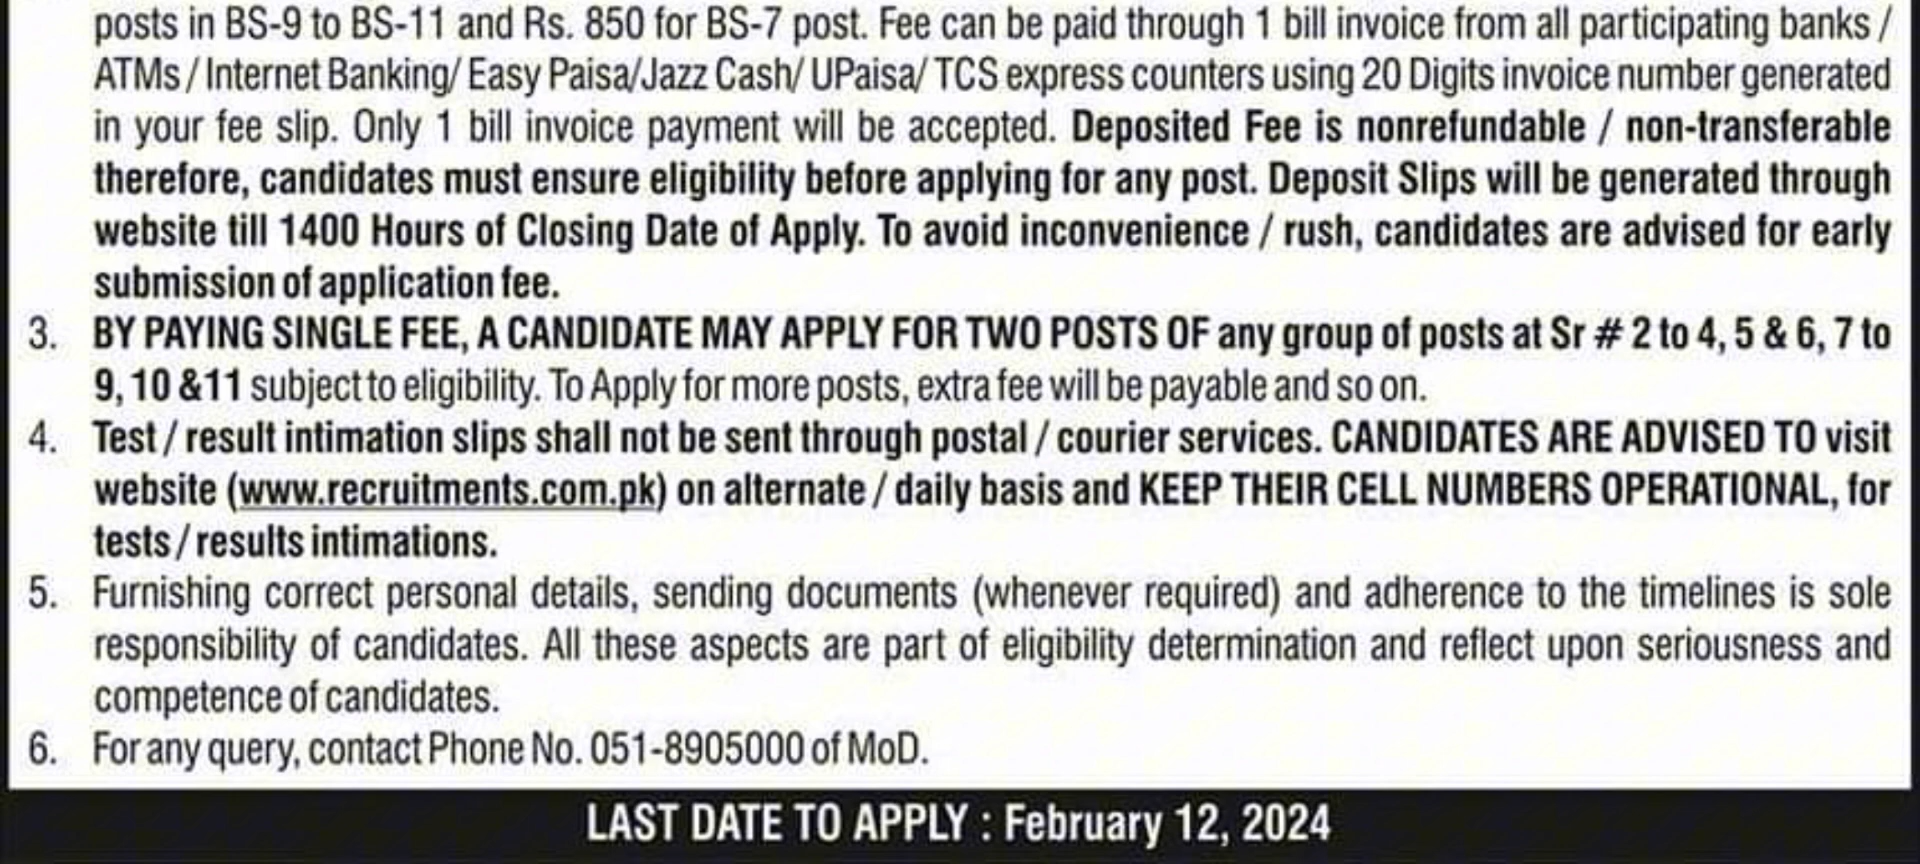 posts in BS-9 to BS-11 and Rs. 850 for BS-7 post. Fee can be paid through 1 bill invoice from all participating banks /
ATMs / Internet Banking/ Easy Paisa/Jazz Cash/ UPaisa/ TCS express counters using 20 Digits invoice number generated
in your fee slip. Only 1 bill invoice payment will be accepted. Deposited Fee is nonrefundable / non-transferable
therefore, candidates must ensure eligibility before applying for any post. Deposit Slips will be generated through
website till 1400 Hours of Closing Date of Apply. To avoid inconvenience / rush, candidates are advised for early
submission of application fee.
3. BY PAYING SINGLE FEE, A CANDIDATE MAY APPLY FOR TWO POSTS OF any group of posts at Sr # 2 to 4, 5 & 6, 7 to
9, 10 &11 subject to eligibility. To Apply for more posts, extra fee will be payable and so on.
4. Test / result intimation slips shall not be sent through postal / courier services. CANDIDATES ARE ADVISED TO visit
website (www.recruitments.com.pk) on alternate / daily basis and KEEP THEIR CELL NUMBERS OPERATIONAL, for
tests / results intimations.
5. Furnishing correct personal details, sending documents (whenever required) and adherence to the timelines is sole
responsibility of candidates. All these aspects are part of eligibility determination and reflect upon seriousness and
competence of candidates.
6. For any query, contact Phone No. 051-8905000 of MoD.
LAST DATE TO APPLY : February 12, 2024